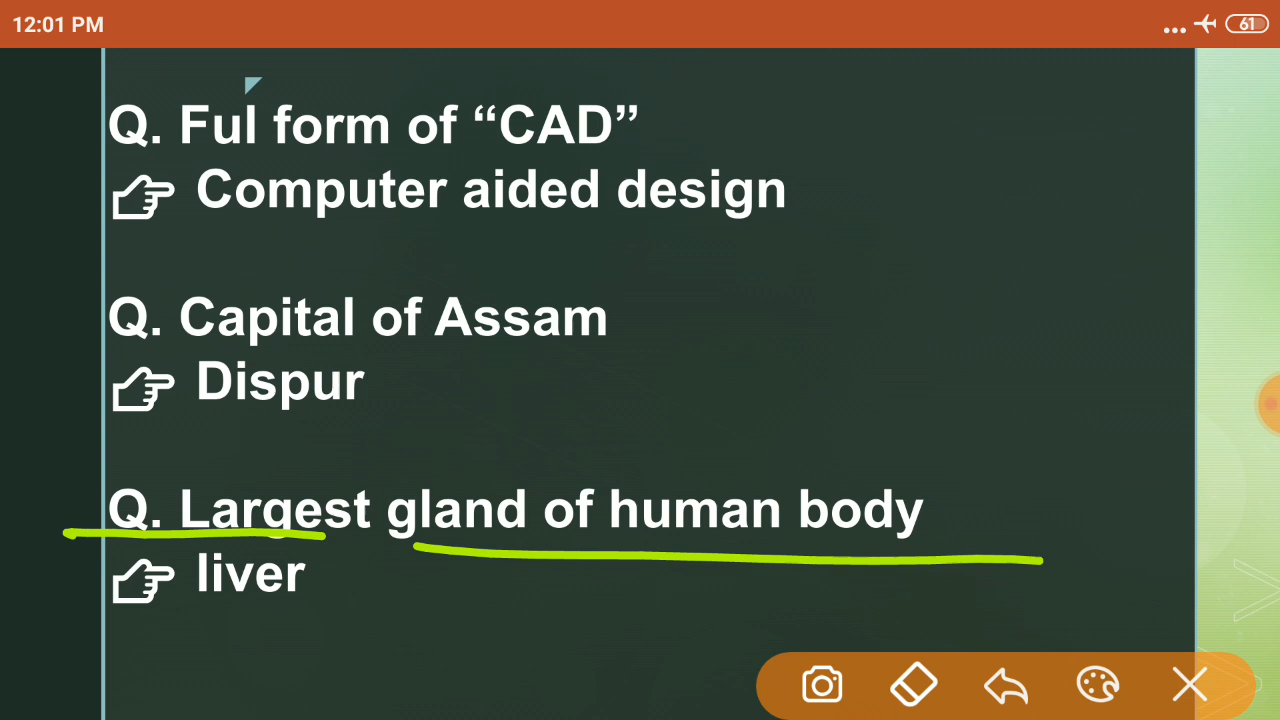 12:01 PM
61
Q. Ful form of “CAD”
Computer aided design
Q. Capital of Assam
Dispur
Q. Largest gland of human body
liver